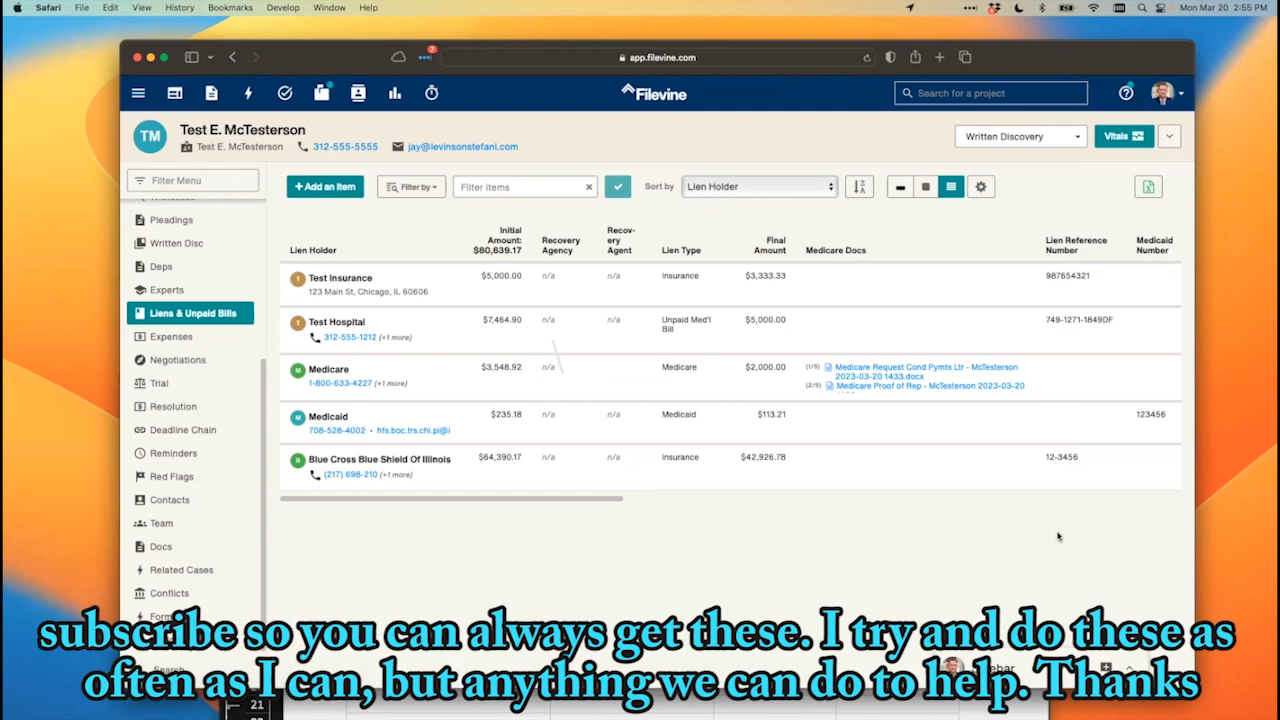 Safari File Edit View History Bookmarks Develop Window Help Mon Mar 20 2:55 PM
7
app.filevine.com
Filevine Search for a project
TM Test E. McTesterson
Test E. McTesterson 312-555-5555 jay@levinsonstefani.com Written Discovery Vitals
Filter Menu + Add an Item Filter by Filter items Sort by Lien Holder
Pleadings
Written Disc
Deps
Experts
Liens & Unpaid Bills
Expenses
Negotiations
Trial
Resolution
Deadline Chain
Reminders
Red Flags
Contacts
Team
Docs
Related Cases
Conflicts
Lien Holder Initial Amount: $80,639.17 Recovery Agency Recov-ery Agent Lien Type Final Amount Medicare Docs Lien Reference Number Medicaid Number
T Test Insurance $5,000.00 n/a n/a Insurance $3,333.33 987654321
123 Main St, Chicago, IL 60606
T Test Hospital $7,464.90 n/a n/a Unpaid Med'l Bill $5,000.00 749-1271-1849DF
312-555-1212 (+1 more)
M Medicare $3,548.92 n/a n/a Medicare $2,000.00 (1/5) Medicare Request Cond Pymts Ltr - McTesterson 2023-03-20 1433.docx
1-800-633-4227 (+1 more) (2/5) Medicare Proof of Rep - McTesterson 2023-03-20
M Medicaid $235.18 n/a n/a Medicaid $113.21 123456
708-528-4002 • hfs.boc.trs.chi.pi@i
B Blue Cross Blue Shield Of Illinois $64,390.17 n/a n/a Insurance $42,926.78 12-3456
(217) 698-210 (+1 more)
subscribe so you can always get these. I try and do these as
often as I can, but anything we can do to help. Thanks
21